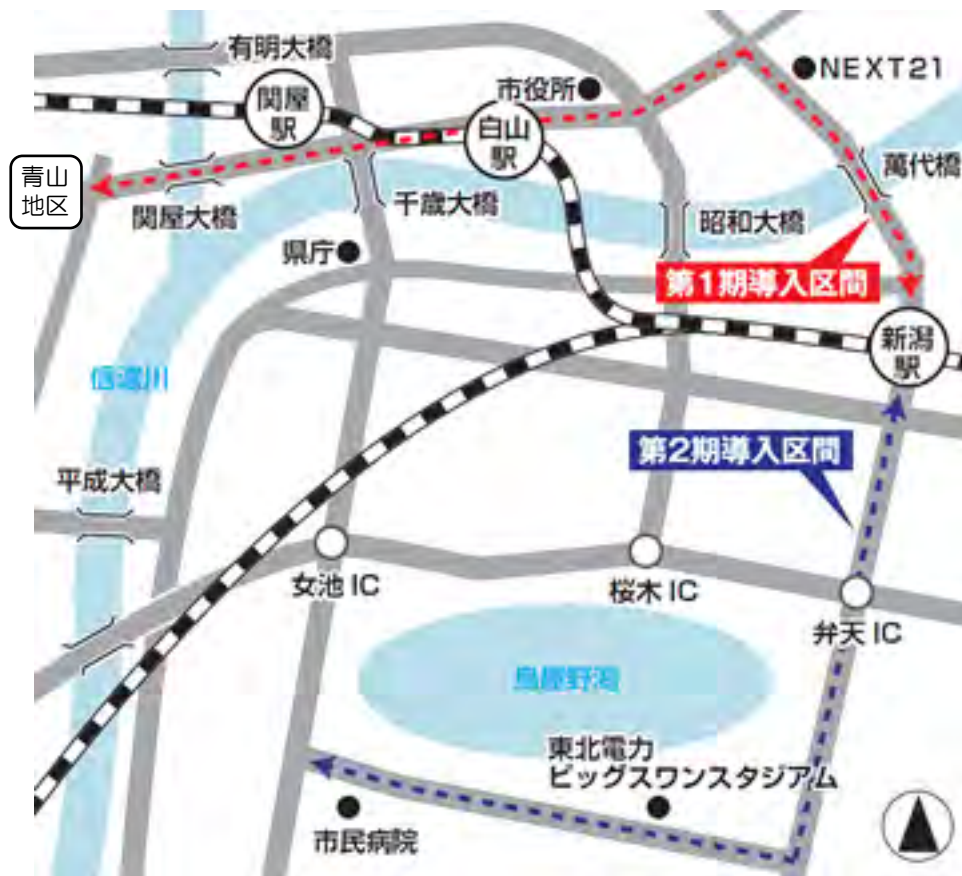 有明大橋
関屋
駅
市役所
NEXT21
白山
駅
青山
地区
関屋大橋
千歳大橋
萬代橋
昭和大橋
県庁
第1期導入区間
新潟
駅
信濃川
第2期導入区間
平成大橋
女池 IC
桜木 IC
弁天 IC
鳥屋野潟
東北電力
ビッグスワンスタジアム
市民病院